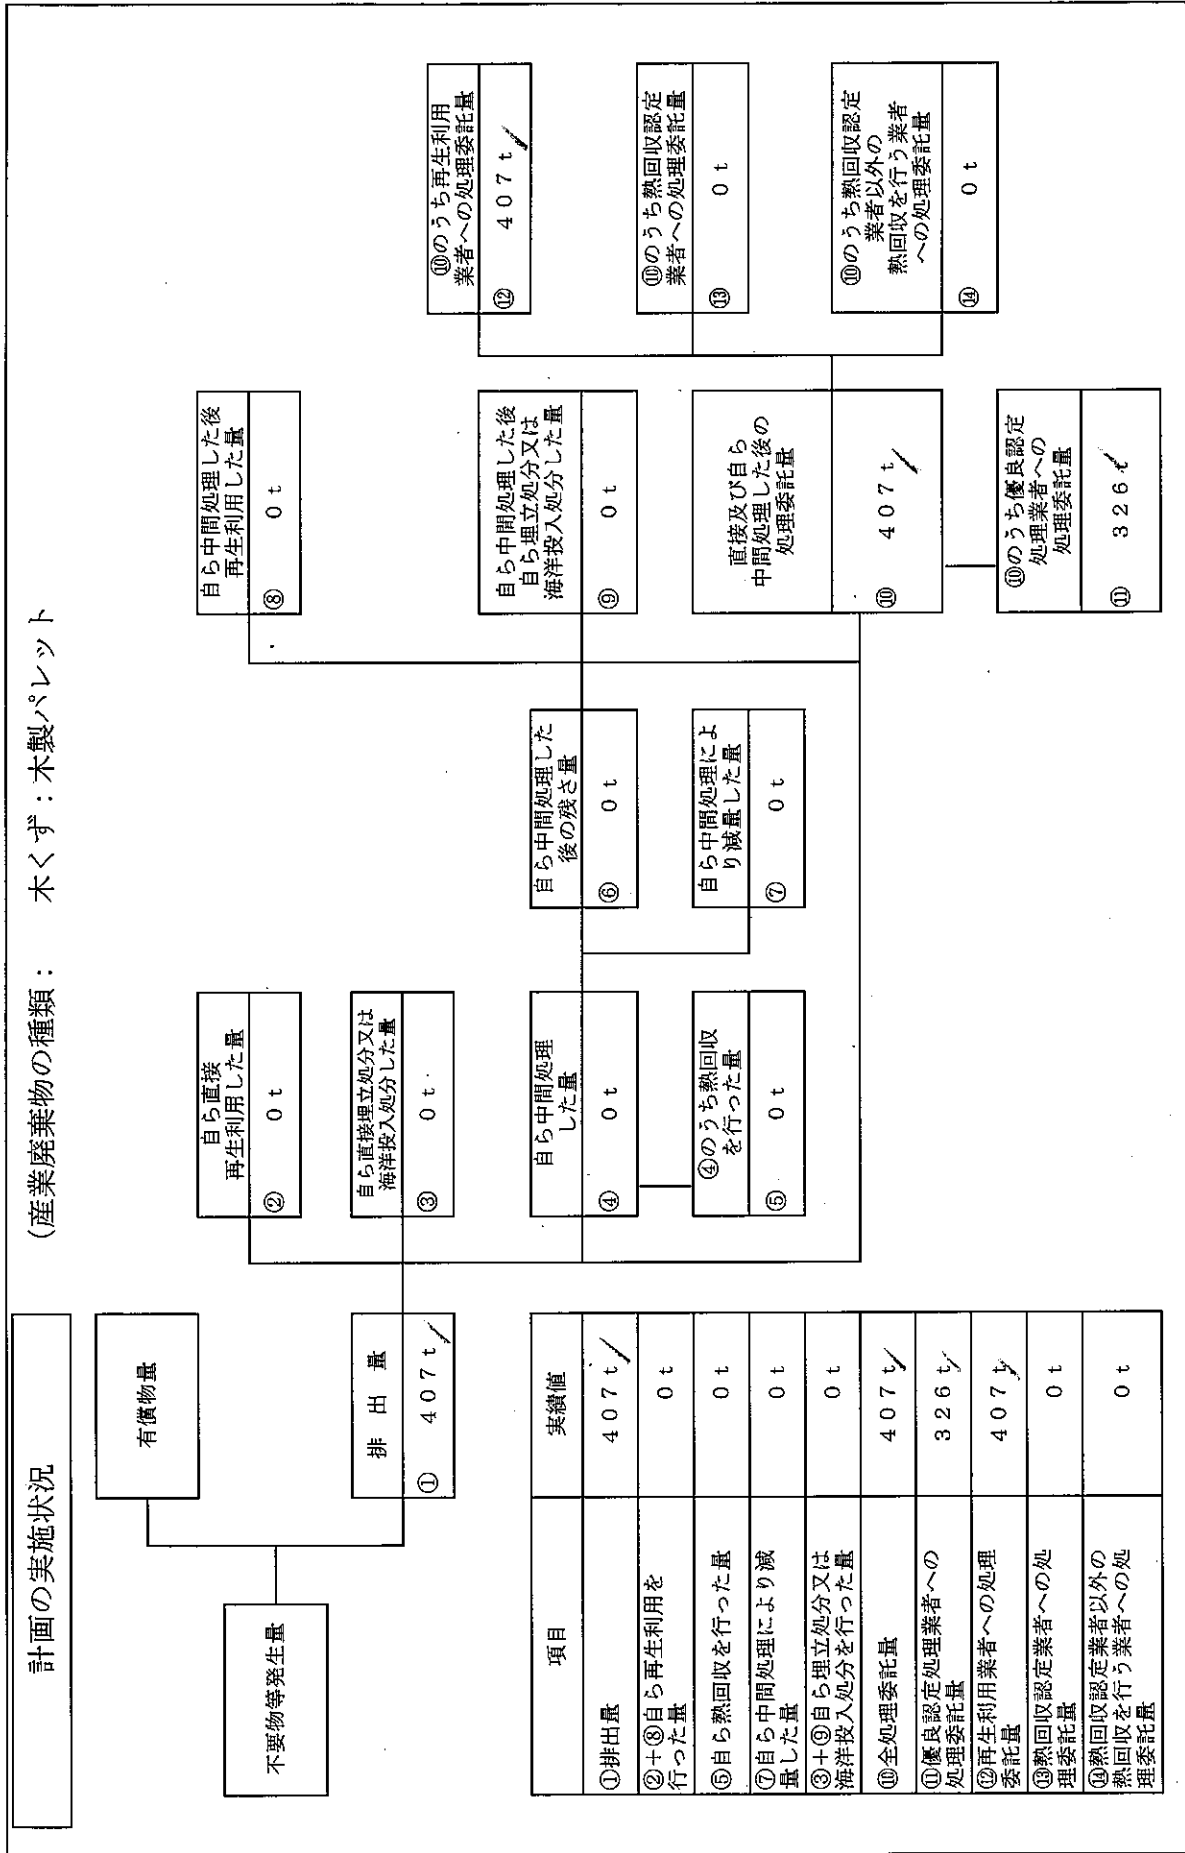 計画の実施状況
(産業廃棄物の種類： 木くず：木製パレット
不要物等発生量
有償物量
排 出 量
① 407t
自ら直接
再生利用した量
② 0t
自ら直接埋立処分又は
海洋投入処分した量
③ 0t
自ら中間処理
した量
④ 0t
④のうち熱回収
を行った量
⑤ 0t
自ら中間処理した
後の残さ量
⑥ 0t
自ら中間処理によ
り減量した量
⑦ 0t
自ら中間処理した後
再生利用した量
⑧ 0t
自ら中間処理した後
自ら埋立処分又は
海洋投入処分した量
⑨ 0t
直接及び自ら
中間処理した後の
処理委託量
⑩ 407t
⑩のうち優良認定
処理業者への
処理委託量
⑪ 326t
⑩のうち再生利用
業者への処理委託量
⑫ 407t
⑩のうち熱回収認定
業者への処理委託量
⑬ 0t
⑩のうち熱回収認定
業者以外の
熱回収を行う業者
への処理委託量
⑭ 0t
項目 実績値
①排出量 407t
②+⑧自ら再生利用を
行った量 0t
⑤自ら熱回収を行った量 0t
⑦自ら中間処理により減
量した量 0t
③+⑨自ら埋立処分又は
海洋投入処分を行った量 0t
⑩全処理委託量 407t
⑪優良認定処理業者への
処理委託量 326t
⑫再生利用業者への処理
委託量 407t
⑬熱回収認定業者への処
理委託量 0t
⑭熱回収認定業者以外の
熱回収を行う業者への処
理委託量 0t